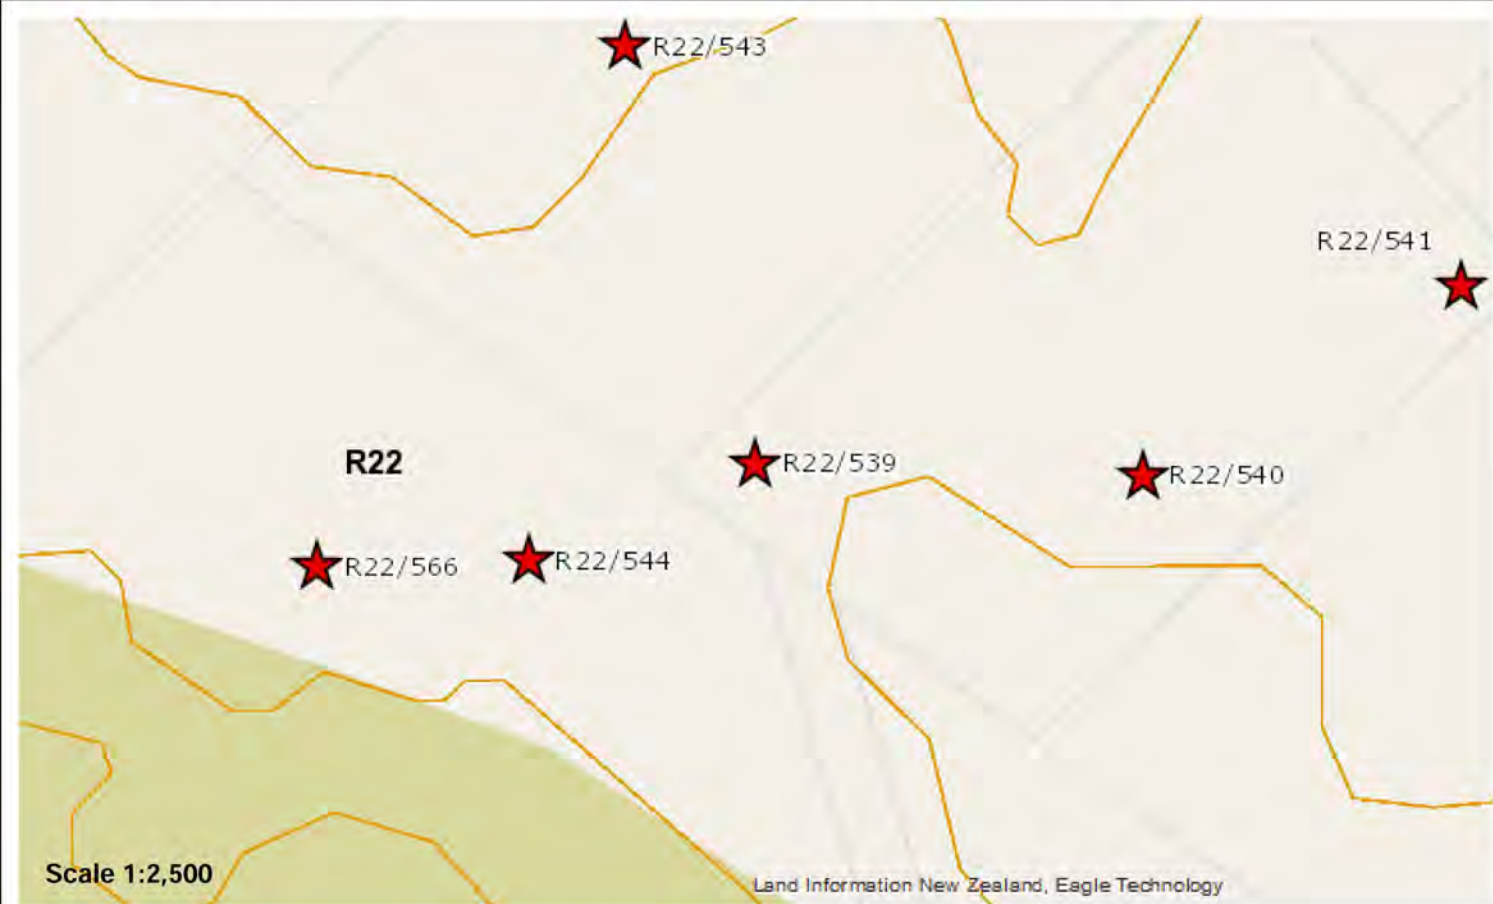 R22/543
R22/541
R22
R22/539
R22/540
R22/566
R22/544
Scale 1:2,500
Land Information New Zealand, Eagle Technology